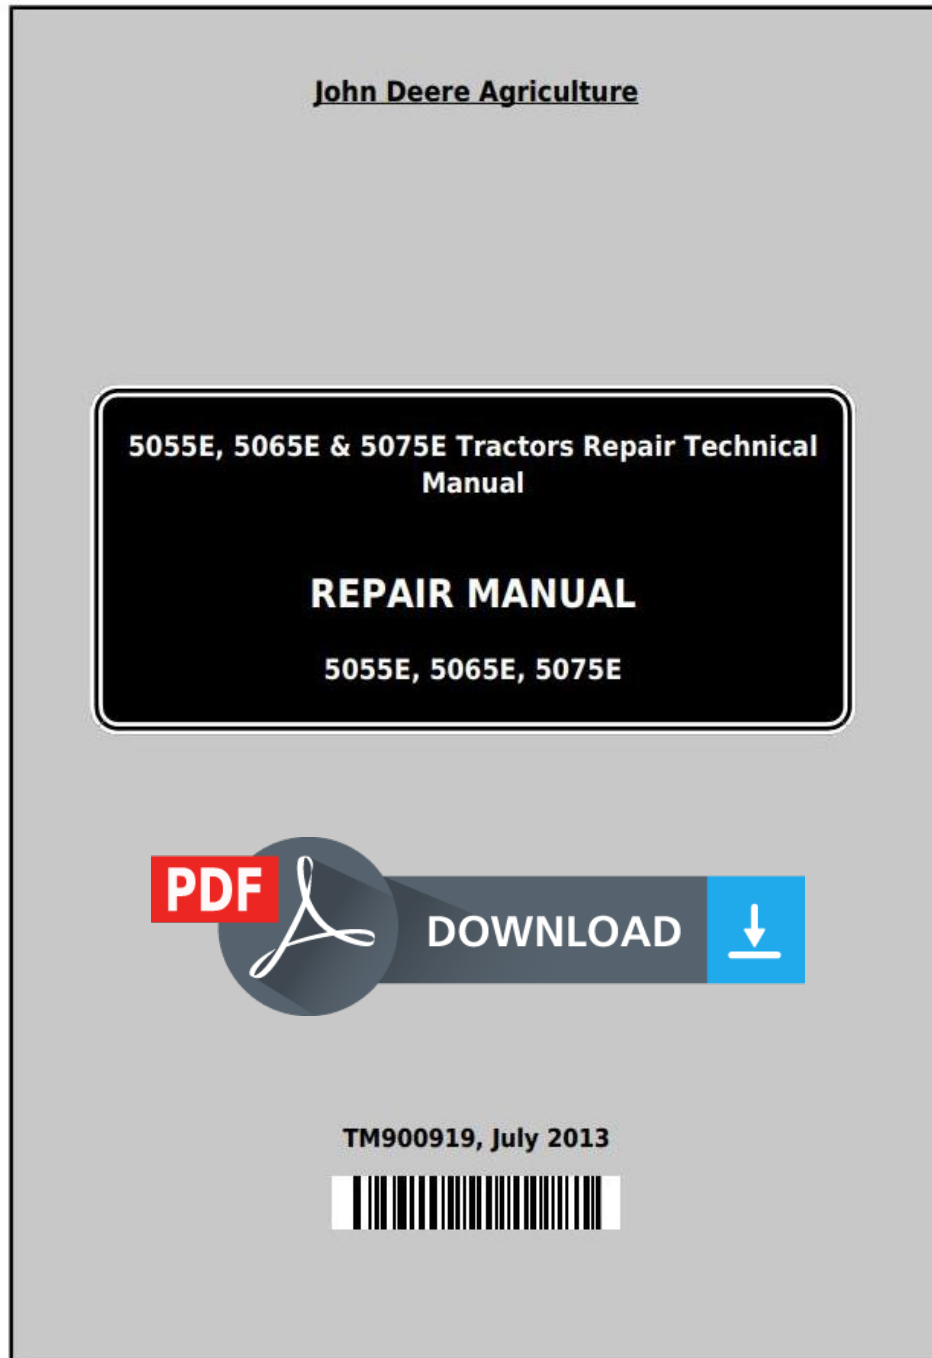 John Deere Agriculture
5055E, 5065E & 5075E Tractors Repair Technical
Manual
REPAIR MANUAL
5055E, 5065E, 5075E
PDF
DOWNLOAD
TM900919, July 2013